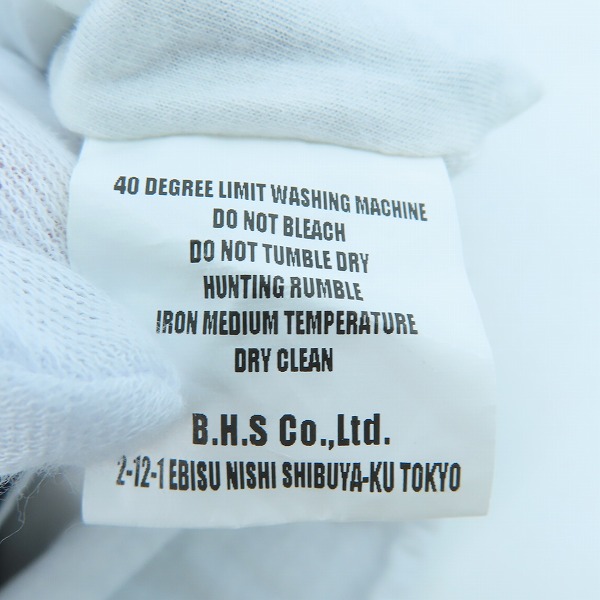 40 DEGREE LIMIT WASHING MACHINE
DO NOT BLEACH
DO NOT TUMBLE DRY
HUNTING RUMBLE
IRON MEDIUM TEMPERATURE
DRY CLEAN
B.H.S Co.,Ltd.
2-12-1 EBISU NISHI SHIBUYA-KU TOKYO